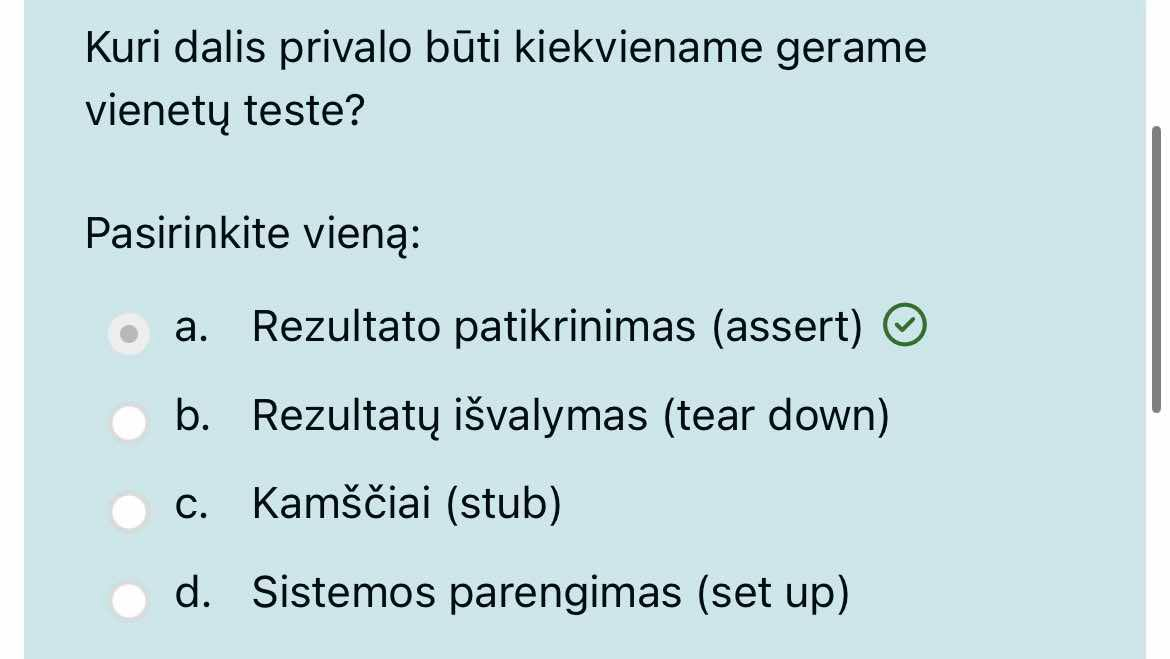 Kuri dalis privalo būti kiekviename gerame
vienetų teste?
Pasirinkite vieną:
a. Rezultato patikrinimas (assert)
b. Rezultatų išvalymas (tear down)
c. Kamščiai (stub)
d. Sistemos parengimas (set up)